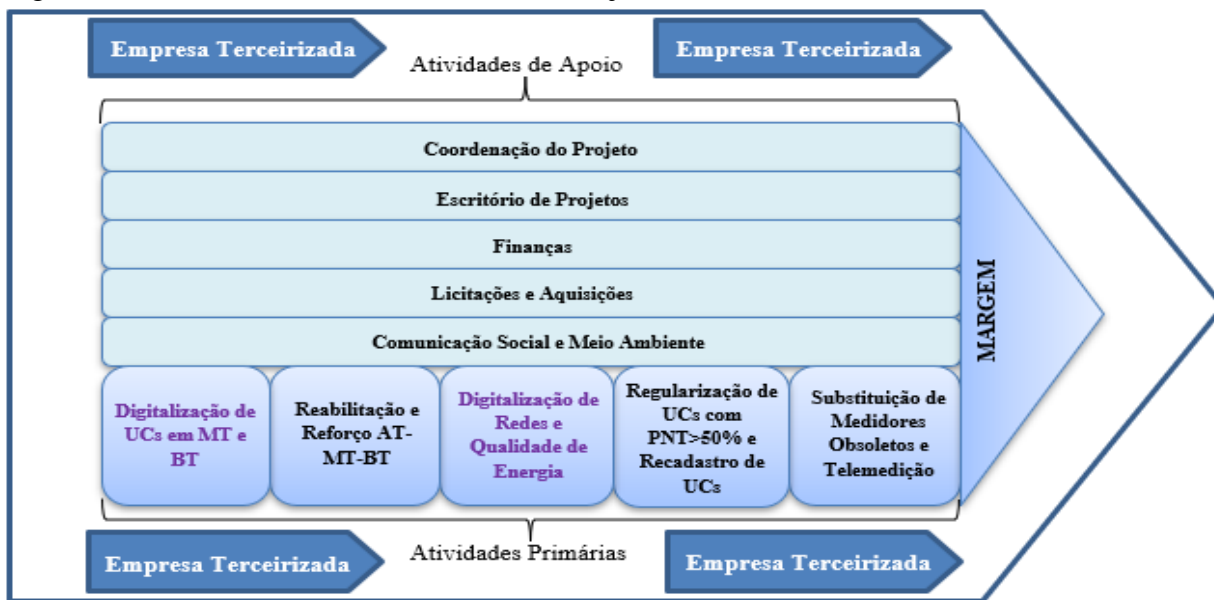 Empresa Terceirizada
Empresa Terceirizada
Atividades de Apoio
Coordenação do Projeto
Escritório de Projetos
Finanças
Licitações e Aquisições
Comunicação Social e Meio Ambiente
MARGEM
Digitalização de
UCs em MT e
BT
Reabilitação e
Reforço AT-
MT-BT
Digitalização de
Redes e
Qualidade de
Energia
Regularização de
UCs com
PNT>50% e
Recadastro de
UCs
Substituição de
Medidores
Obsoletos e
Telemedição
Atividades Primárias
Empresa Terceirizada
Empresa Terceirizada